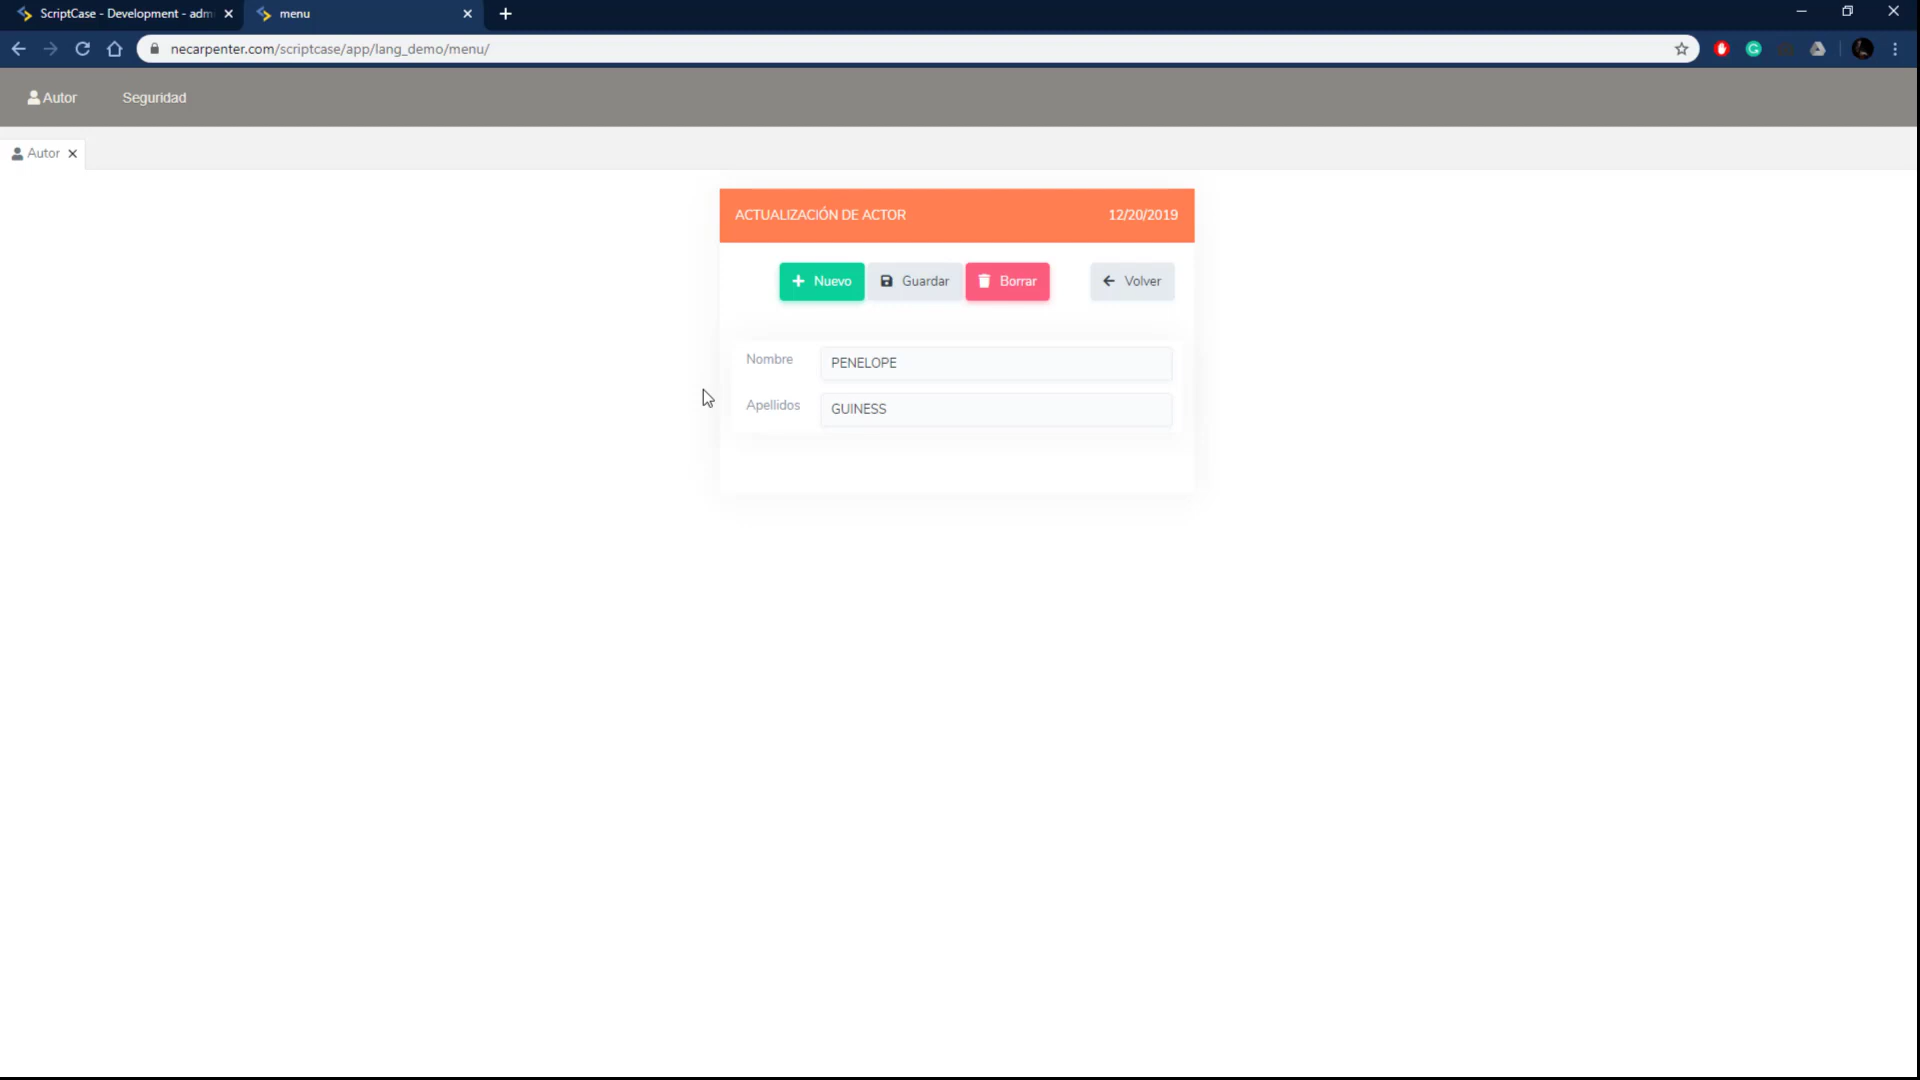 ScriptCase - Development - adm
menu
necarpenter.com/scriptcase/app/lang_demo/menu/
Autor
Seguridad
Autor
ACTUALIZACIÓN DE ACTOR
12/20/2019
Nuevo
Guardar
Borrar
Volver
Nombre
PENELOPE
Apellidos
GUINESS